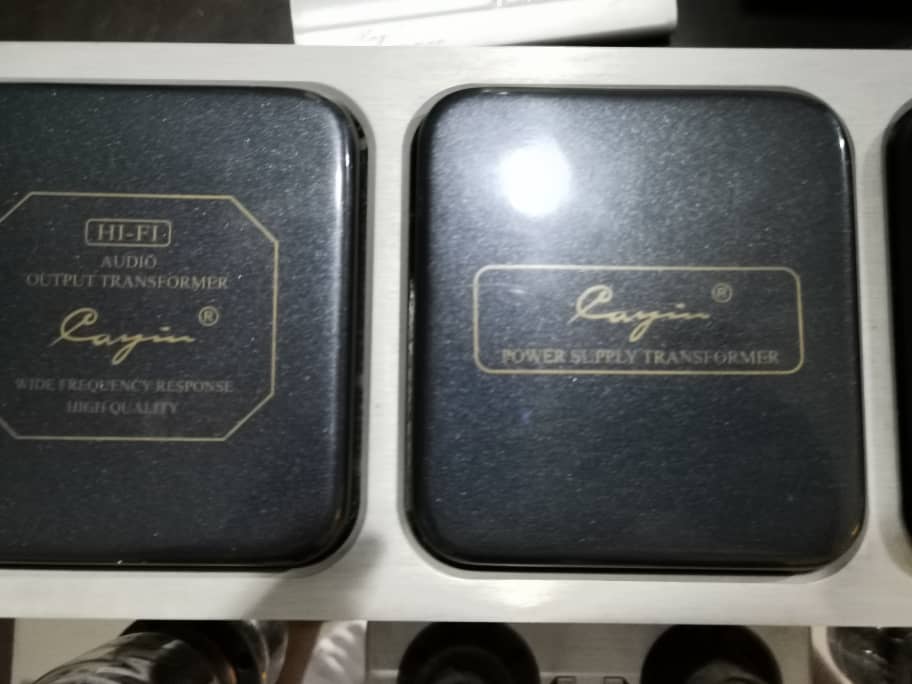 HI-FI
AUDIO
OUTPUT TRANSFORMER
Cayin ®
WIDE FREQUENCY RESPONSE
HIGH QUALITY
Cayin ®
POWER SUPPLY TRANSFORMER